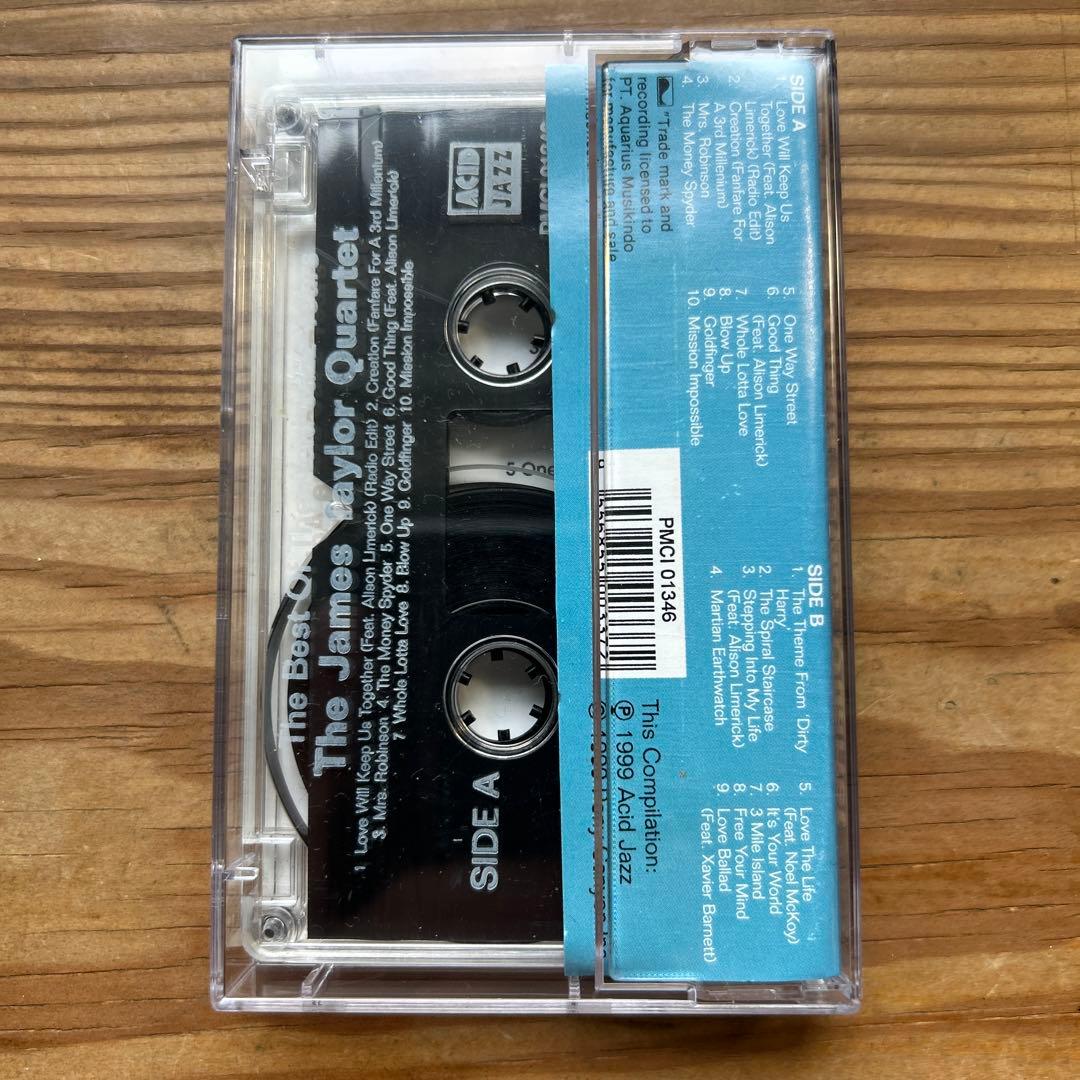 SIDE A
1. Love Will Keep Us
Together (Feat. Alison
Limerick) (Radio Edit)
2. Creation (Fanfare For
A 3rd Millenium)
3. Mrs. Robinson
4. The Money Spyder
5. One Way Street
6. Good Thing
(Feat. Alison Limerick)
7. Whole Lotta Love
8. Blow Up
9. Goldfinger
10. Mission Impossible
SIDE B
1. The Theme From 'Dirty
Harry'
2. The Spiral Staircase
3. Stepping Into My Life
(Feat. Alison Limerick)
4. Martian Earthwatch
5. Love The Life
(Feat. Noel McKoy)
6. It's Your World
7. 3 Mile Island
8. Free Your Mind
9. Love Ballad
(Feat. Xavier Barnett)
"Trade mark and
recording licensed to
PT. Aquarius Musikindo
for manufacture and sale
PMCI 01346
This Compilation:
℗ 1999 Acid Jazz
ACID
JAZZ
The Best Of
The James Taylor Quartet
1 Love Will Keep Us Together (Feat. Alison Limerick) (Radio Edit) 2. Creation (Fanfare For A 3rd Millenium)
3. Mrs. Robinson 4. The Money Spyder 5. One Way Street 6. Good Thing (Feat. Alison Limerick)
7 Whole Lotta Love 8. Blow Up 9. Goldfinger 10. Mission Impossible
5 One
SIDE A